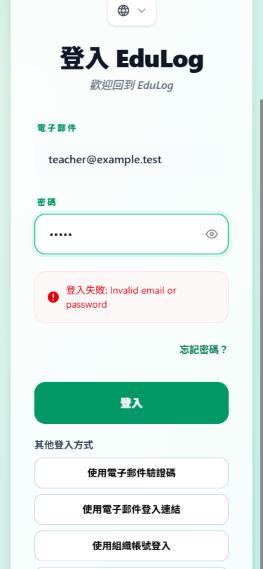 登入 EduLog
歡迎回到 EduLog
電子郵件
teacher@example.test
密碼
•••••
登入失敗: Invalid email or
password
忘記密碼？
登入
其他登入方式
使用電子郵件驗證碼
使用電子郵件登入連結
使用組織帳號登入